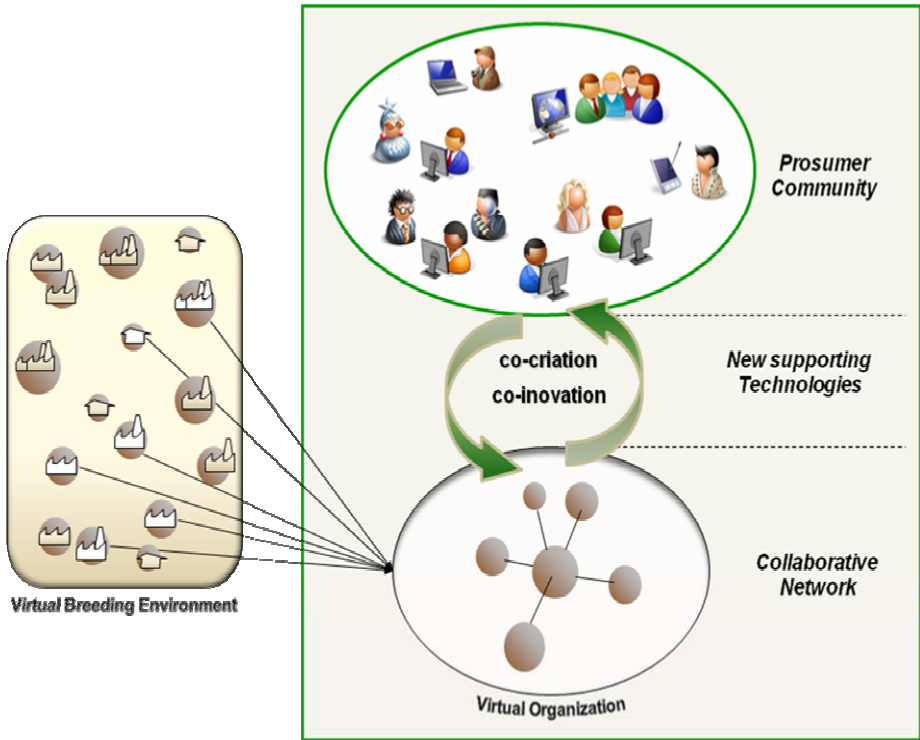 Prosumer
Community
co-criation
co-inovation
New supporting
Technologies
Virtual Breeding Environment
Collaborative
Network
Virtual Organization